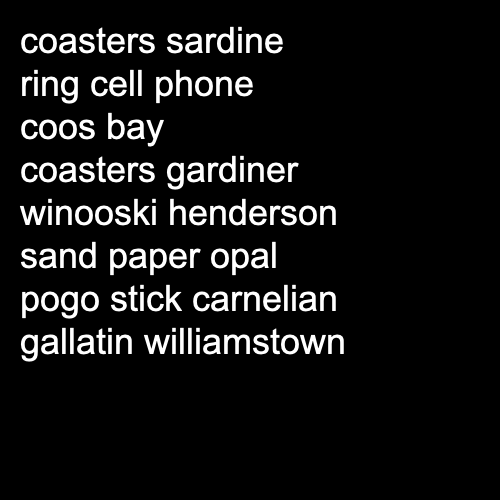 coasters sardine
ring cell phone
coos bay
coasters gardiner
winooski henderson
sand paper opal
pogo stick carnelian
gallatin williamstown